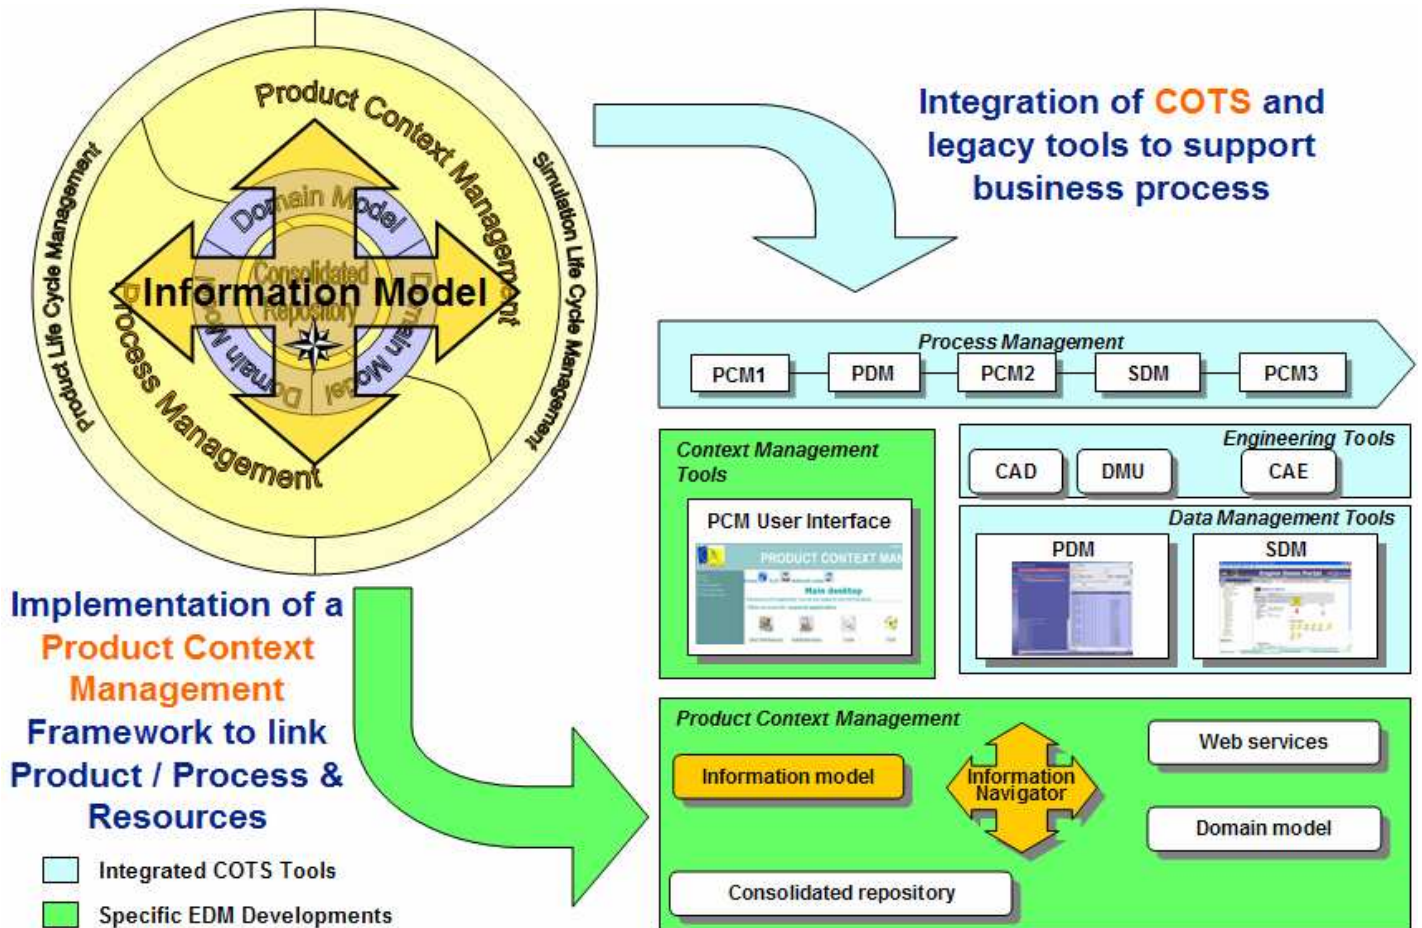 Product Context Management
Product Life Cycle Management
Simulation Life Cycle Management
Domain Model
Consolidated
Repository
Information Model
Domain Model
Domain Model
Process Management
Integration of COTS and
legacy tools to support
business process
Process Management
PCM1
PDM
PCM2
SDM
PCM3
Context Management
Tools
PCM User Interface
PRODUCT CONTEXT MAN
Main desktop
Engineering Tools
CAD
DMU
CAE
Data Management Tools
PDM
SDM
Implementation of a
Product Context
Management
Framework to link
Product / Process &
Resources
Product Context Management
Information model
Information
Navigator
Web services
Domain model
Consolidated repository
Integrated COTS Tools
Specific EDM Developments